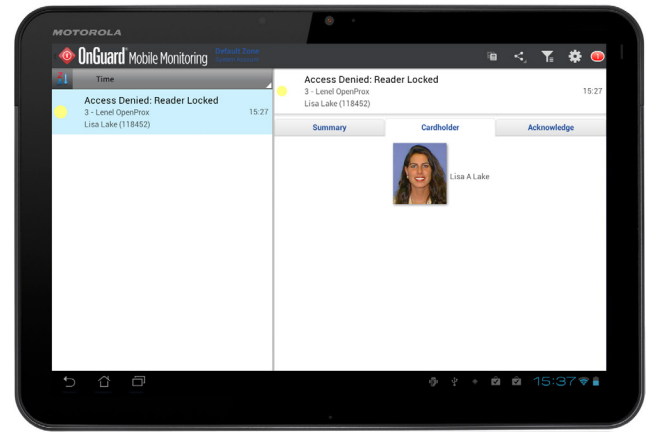 MOTOROLA
OnGuard Mobile Monitoring
Default Zone
Time
Access Denied: Reader Locked
3 - Lenel OpenProx
15:27
Lisa Lake (118452)
Access Denied: Reader Locked
3 - Lenel OpenProx
15:27
Lisa Lake (118452)
Summary
Cardholder
Acknowledge
Lisa A Lake
15:37